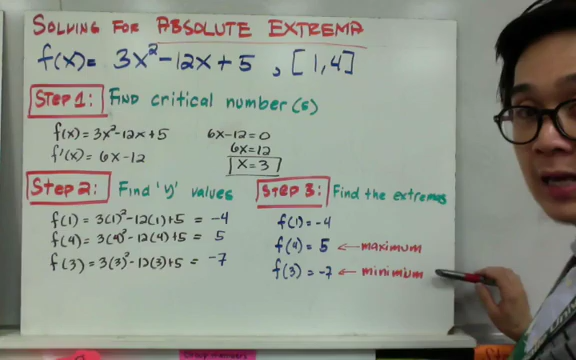 SOLVING FOR ABSOLUTE EXTREMA
f(x) = 3x² - 12x + 5 , [1,4]
STEP 1: FIND critical number(s)
f(x) = 3x² - 12x + 5
f'(x) = 6x - 12
6x - 12 = 0
6x = 12
x = 3
STEP 2: Find 'y' values
f(1) = 3(1)² - 12(1) + 5 = -4
f(4) = 3(4)² - 12(4) + 5 = 5
f(3) = 3(3)² - 12(3) + 5 = -7
STEP 3: Find the extremas
f(1) = -4
f(4) = 5 ← maximum
f(3) = -7 ← minimum